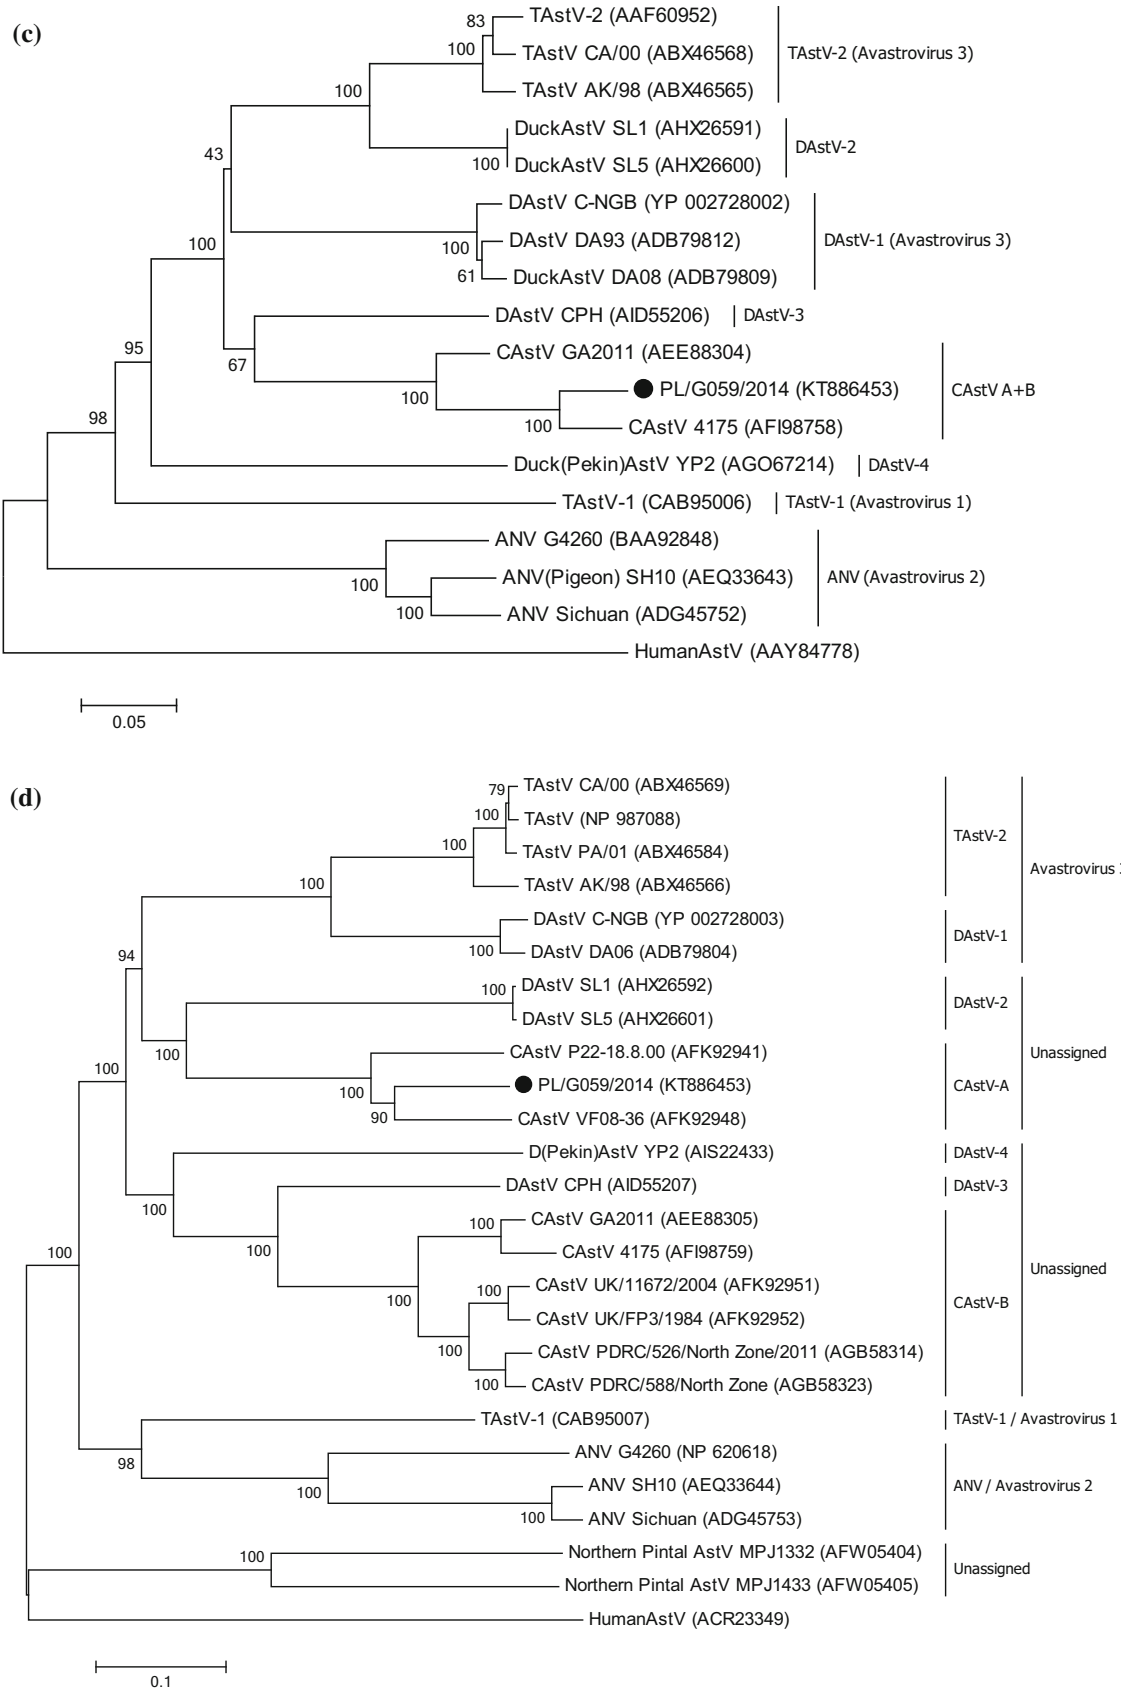 (c)
83
TAstV-2 (AAF60952)
100
TAstV CA/00 (ABX46568)
TAstV-2 (Avastrovirus 3)
100
TAstV AK/98 (ABX46565)
DuckAstV SL1 (AHX26591)
DAstV-2
100
DuckAstV SL5 (AHX26600)
43
DAstV C-NGB (YP 002728002)
100
100
DAstV DA93 (ADB79812)
DAstV-1 (Avastrovirus 3)
61
DuckAstV DA08 (ADB79809)
DAstV CPH (AID55206)
DAstV-3
95
67
CAstV GA2011 (AEE88304)
100
PL/G059/2014 (KT886453)
CAstV A+B
98
100
CAstV 4175 (AFI98758)
Duck(Pekin)AstV YP2 (AGO67214)
DAstV-4
TAstV-1 (CAB95006)
TAstV-1 (Avastrovirus 1)
ANV G4260 (BAA92848)
100
ANV(Pigeon) SH10 (AEQ33643)
ANV (Avastrovirus 2)
100
ANV Sichuan (ADG45752)
HumanAstV (AAY84778)
0.05
(d)
79
TAstV CA/00 (ABX46569)
100
TAstV (NP 987088)
TAstV-2
100
TAstV PA/01 (ABX46584)
Avastrovirus
100
TAstV AK/98 (ABX46566)
DAstV C-NGB (YP 002728003)
DAstV-1
100
DAstV DA06 (ADB79804)
94
100
DAstV SL1 (AHX26592)
DAstV-2
DAstV SL5 (AHX26601)
100
CAstV P22-18.8.00 (AFK92941)
Unassigned
100
100
PL/G059/2014 (KT886453)
CAstV-A
90
CAstV VF08-36 (AFK92948)
D(Pekin)AstV YP2 (AIS22433)
DAstV-4
100
DAstV CPH (AID55207)
DAstV-3
100
100
CAstV GA2011 (AEE88305)
100
CAstV 4175 (AFI98759)
Unassigned
100
100
CAstV UK/11672/2004 (AFK92951)
CAstV-B
CAstV UK/FP3/1984 (AFK92952)
100
CAstV PDRC/526/North Zone/2011 (AGB58314)
100
CAstV PDRC/588/North Zone (AGB58323)
TAstV-1 (CAB95007)
TAstV-1 / Avastrovirus 1
98
ANV G4260 (NP 620618)
100
ANV SH10 (AEQ33644)
ANV / Avastrovirus 2
100
ANV Sichuan (ADG45753)
100
Northern Pintal AstV MPJ1332 (AFW05404)
Unassigned
Northern Pintal AstV MPJ1433 (AFW05405)
HumanAstV (ACR23349)
0.1